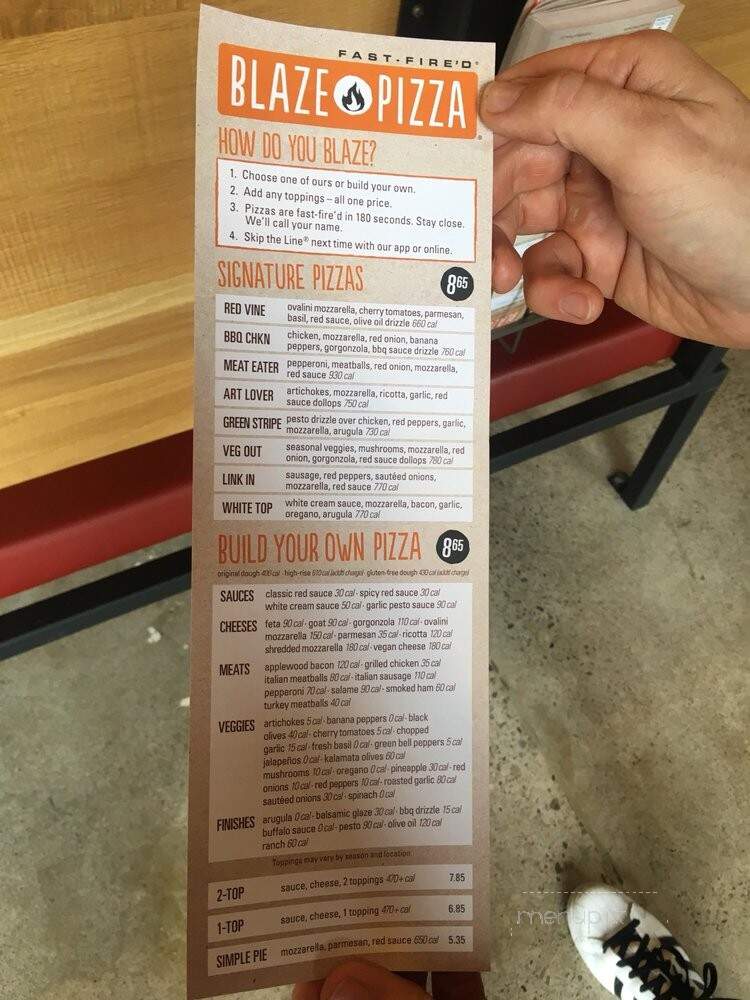 FAST-FIRE'D®
BLAZE PIZZA®
HOW DO YOU BLAZE?
1. Choose one of ours or build your own.
2. Add any toppings – all one price.
3. Pizzas are fast-fire'd in 180 seconds. Stay close.
We'll call your name.
4. Skip the Line® next time with our app or online.
SIGNATURE PIZZAS 865
RED VINE ovalini mozzarella, cherry tomatoes, parmesan,
basil, red sauce, olive oil drizzle 660 cal
BBQ CHKN chicken, mozzarella, red onion, banana
peppers, gorgonzola, bbq sauce drizzle 760 cal
MEAT EATER pepperoni, meatballs, red onion, mozzarella,
red sauce 930 cal
ART LOVER artichokes, mozzarella, ricotta, garlic, red
sauce dollops 750 cal
GREEN STRIPE pesto drizzle over chicken, red peppers, garlic,
mozzarella, arugula 730 cal
VEG OUT seasonal veggies, mushrooms, mozzarella, red
onion, gorgonzola, red sauce dollops 780 cal
LINK IN sausage, red peppers, sautéed onions,
mozzarella, red sauce 770 cal
WHITE TOP white cream sauce, mozzarella, bacon, garlic,
oregano, arugula 770 cal
BUILD YOUR OWN PIZZA 865
original dough 490 cal · high-rise 610 cal (addtl charge) · gluten-free dough 430 cal (addtl charge)
SAUCES classic red sauce 30 cal · spicy red sauce 30 cal
white cream sauce 50 cal · garlic pesto sauce 90 cal
CHEESES feta 90 cal · goat 90 cal · gorgonzola 110 cal · ovalini
mozzarella 150 cal · parmesan 35 cal · ricotta 120 cal
shredded mozzarella 180 cal · vegan cheese 180 cal
MEATS applewood bacon 120 cal · grilled chicken 35 cal
italian meatballs 80 cal · italian sausage 110 cal
pepperoni 70 cal · salame 90 cal · smoked ham 60 cal
turkey meatballs 40 cal
VEGGIES artichokes 5 cal · banana peppers 0 cal · black
olives 40 cal · cherry tomatoes 5 cal · chopped
garlic 15 cal · fresh basil 0 cal · green bell peppers 5 cal
jalapeños 0 cal · kalamata olives 60 cal
mushrooms 10 cal · oregano 0 cal · pineapple 30 cal · red
onions 10 cal · red peppers 10 cal · roasted garlic 80 cal
sautéed onions 30 cal · spinach 0 cal
FINISHES arugula 0 cal · balsamic glaze 30 cal · bbq drizzle 15 cal
buffalo sauce 0 cal · pesto 90 cal · olive oil 120 cal
ranch 60 cal
Toppings may vary by season and location.
2-TOP sauce, cheese, 2 toppings 470+ cal 7.85
1-TOP sauce, cheese, 1 topping 470+ cal 6.85
SIMPLE PIE mozzarella, parmesan, red sauce 650 cal 5.35